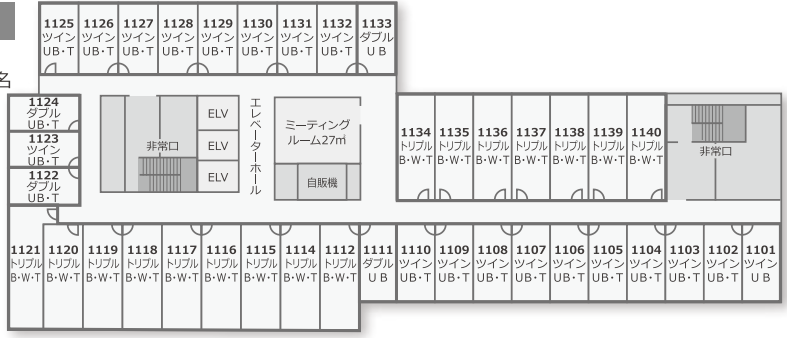 名
1125 1126 1127 1128 1129 1130 1131 1132 1133
ツイン ツイン ツイン ツイン ツイン ツイン ツイン ツイン ダブル
UB・T UB・T UB・T UB・T UB・T UB・T UB・T UB・T U B
1124
ダブル
UB・T
1123
ツイン
UB・T
1122
ダブル
UB・T
非常口
ELV
ELV
ELV
エレベーターホール
ミーティング
ルーム27㎡
自販機
1134 1135 1136 1137 1138 1139 1140
トリプル トリプル トリプル トリプル トリプル トリプル トリプル
B・W・T B・W・T B・W・T B・W・T B・W・T B・W・T B・W・T
非常口
1121 1120 1119 1118 1117 1116 1115 1114 1112 1111 1110 1109 1108 1107 1106 1105 1104 1103 1102 1101
トリプル トリプル トリプル トリプル トリプル トリプル トリプル トリプル トリプル ダブル ツイン ツイン ツイン ツイン ツイン ツイン ツイン ツイン ツイン ツイン
B・W・T B・W・T B・W・T B・W・T B・W・T B・W・T B・W・T B・W・T B・W・T U B UB・T UB・T UB・T UB・T UB・T UB・T UB・T UB・T UB・T U B